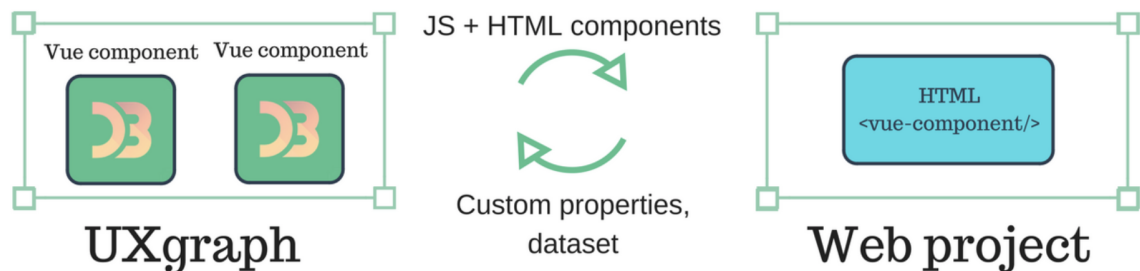 Vue component
Vue component
UXgraph
JS + HTML components
Custom properties,
dataset
HTML
<vue-component/>
Web project